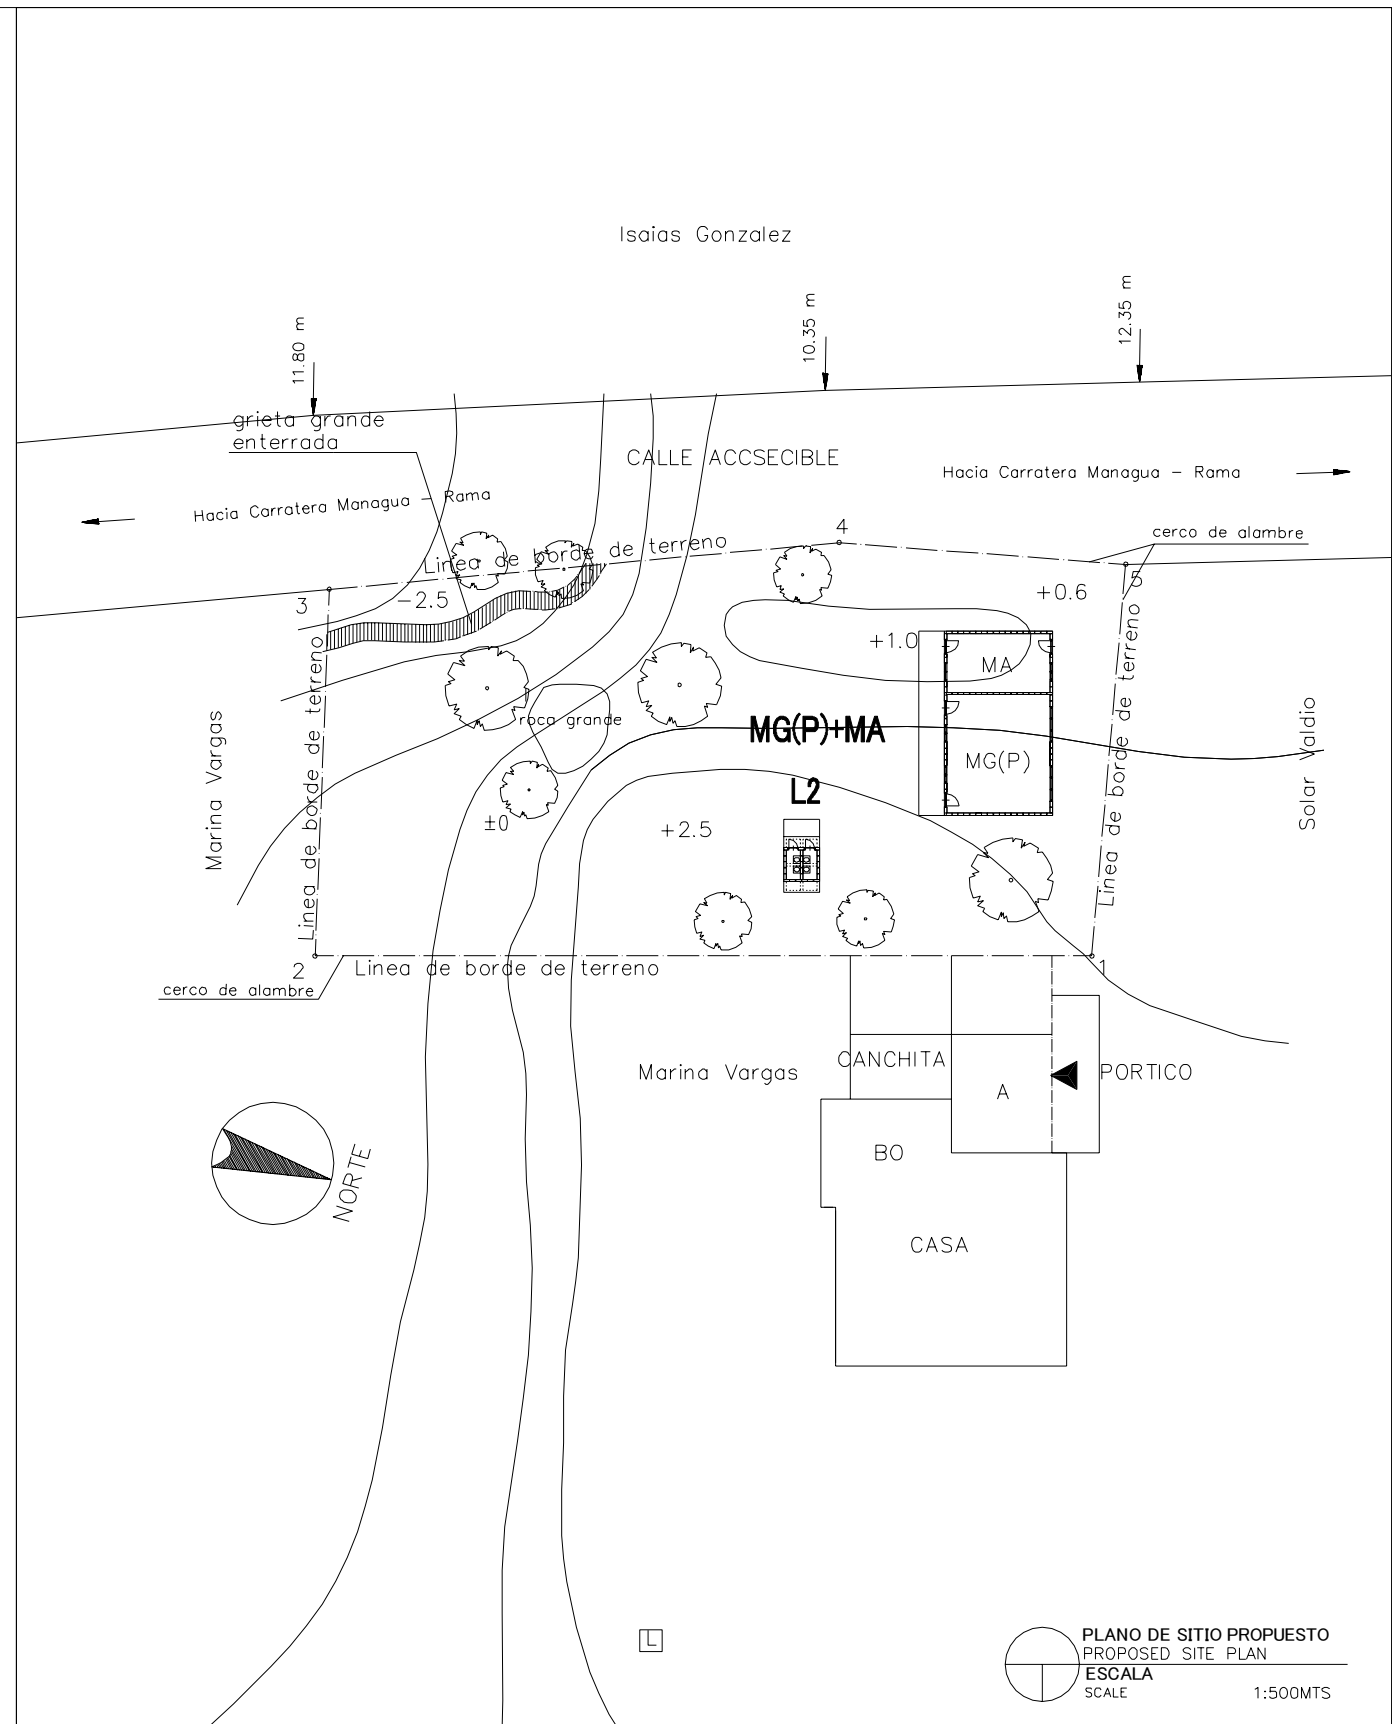 Isaias Gonzalez
11.80 m
10.35 m
12.35 m
grieta grande
enterrada
CALLE ACCSECIBLE
Hacia Carratera Managua - Rama
Hacia Carratera Managua - Rama
cerco de alambre
4
Linea de borde de terreno
5
3
-2.5
+0.6
+1.0
MA
Linea de borde de terreno
Linea de borde de terreno
Marina Vargas
roca grande
MG(P)+MA
MG(P)
Solar Valdio
L2
±0
+2.5
2
Linea de borde de terreno
1
cerco de alambre
Marina Vargas
CANCHITA
PORTICO
A
BO
NORTE
CASA
L
PLANO DE SITIO PROPUESTO
PROPOSED SITE PLAN
ESCALA
SCALE 1:500MTS